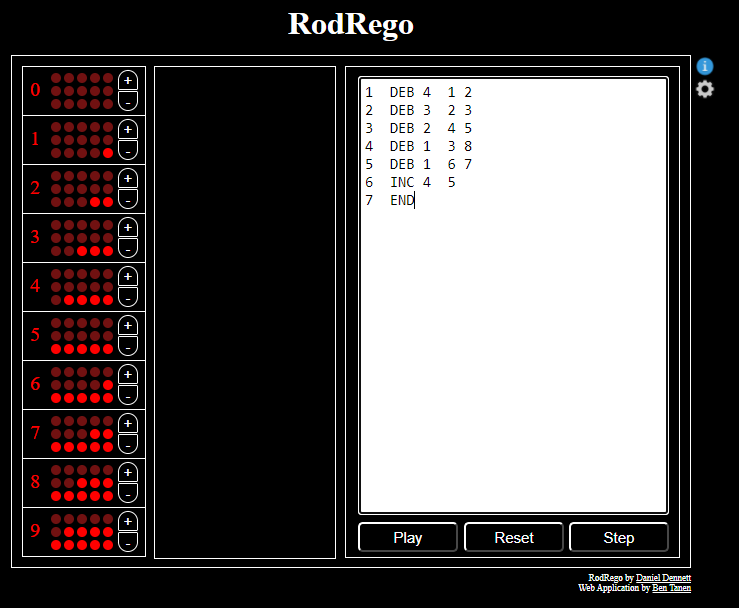 RodRego
0 + -
1 + -
2 + -
3 + -
4 + -
5 + -
6 + -
7 + -
8 + -
9 + -
i
1 DEB 4 1 2
2 DEB 3 2 3
3 DEB 2 4 5
4 DEB 1 3 8
5 DEB 1 6 7
6 INC 4 5
7 END
Play Reset Step
RodRego by Daniel Dennett
Web Application by Ben Tanen